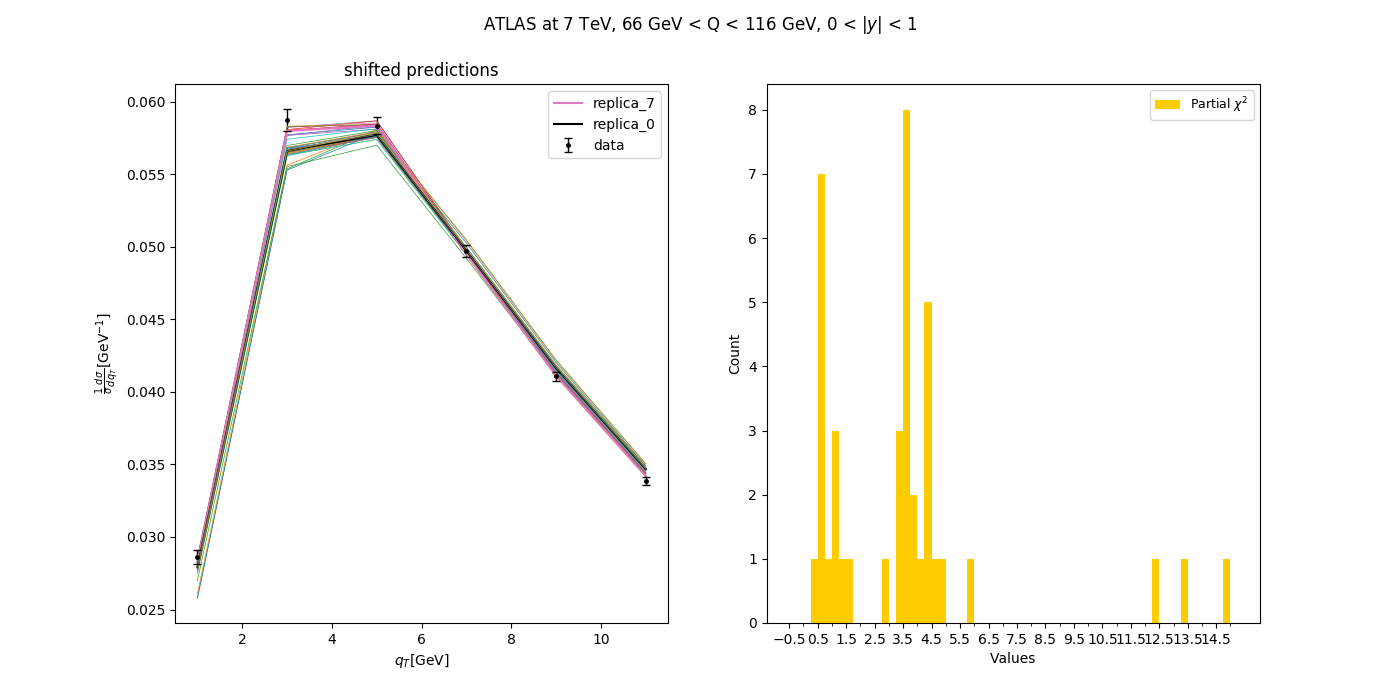 ATLAS at 7 TeV, 66 GeV < Q < 116 GeV, 0 < |y| < 1
shifted predictions
replica_7
replica_0
data
0.060
0.055
0.050
0.045
0.040
0.035
0.030
0.025
2 4 6 8 10
q_T[GeV]
1/σ dσ/dq_T [GeV⁻¹]
Partial χ²
8
7
6
5
4
3
2
1
0
Count
−0.5 0.5 1.5 2.5 3.5 4.5 5.5 6.5 7.5 8.5 9.5 10.5 11.5 12.5 13.5 14.5
Values